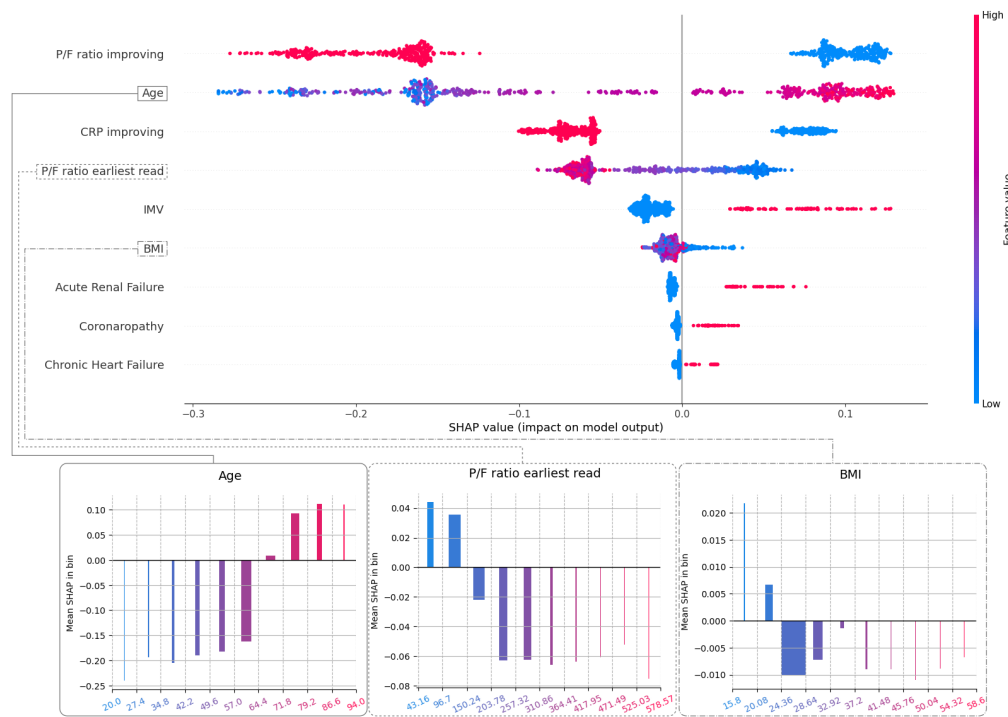 High
P/F ratio improving
Age
CRP improving
P/F ratio earliest read
IMV
BMI
Acute Renal Failure
Coronaropathy
Chronic Heart Failure
Feature value
Low
−0.3 −0.2 −0.1 0.0 0.1
SHAP value (impact on model output)
Age
Mean SHAP in bin
0.10
0.05
0.00
−0.05
−0.10
−0.15
−0.20
−0.25
20.0 27.4 34.8 42.2 49.6 57.0 64.4 71.8 79.2 86.6 94.0
P/F ratio earliest read
Mean SHAP in bin
0.04
0.02
0.00
−0.02
−0.04
−0.06
−0.08
43.16 96.7 150.24 203.78 257.32 310.86 364.41 417.95 471.49 525.03 578.57
BMI
Mean SHAP in bin
0.020
0.015
0.010
0.005
0.000
−0.005
−0.010
15.8 20.08 24.36 28.64 32.92 37.2 41.48 45.76 50.04 54.32 58.6